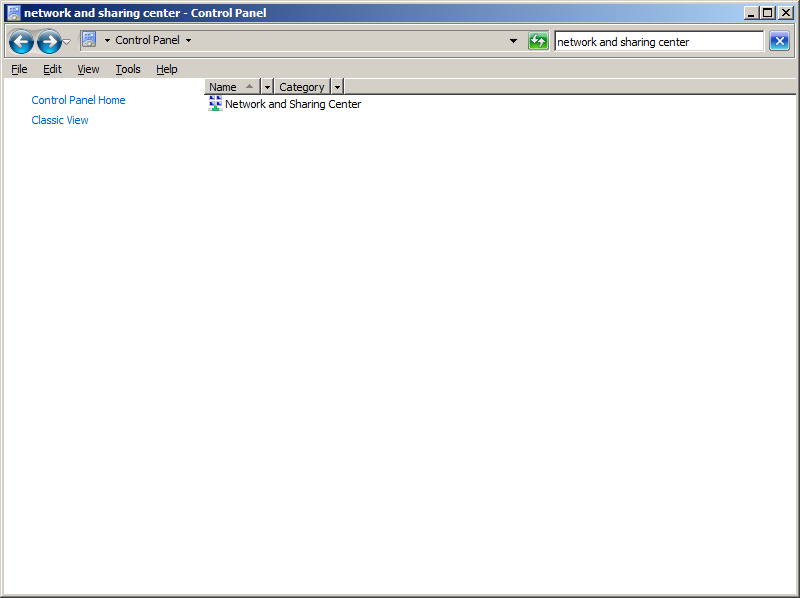 network and sharing center - Control Panel
Control Panel
network and sharing center
File Edit View Tools Help
Name Category
Control Panel Home
Network and Sharing Center
Classic View